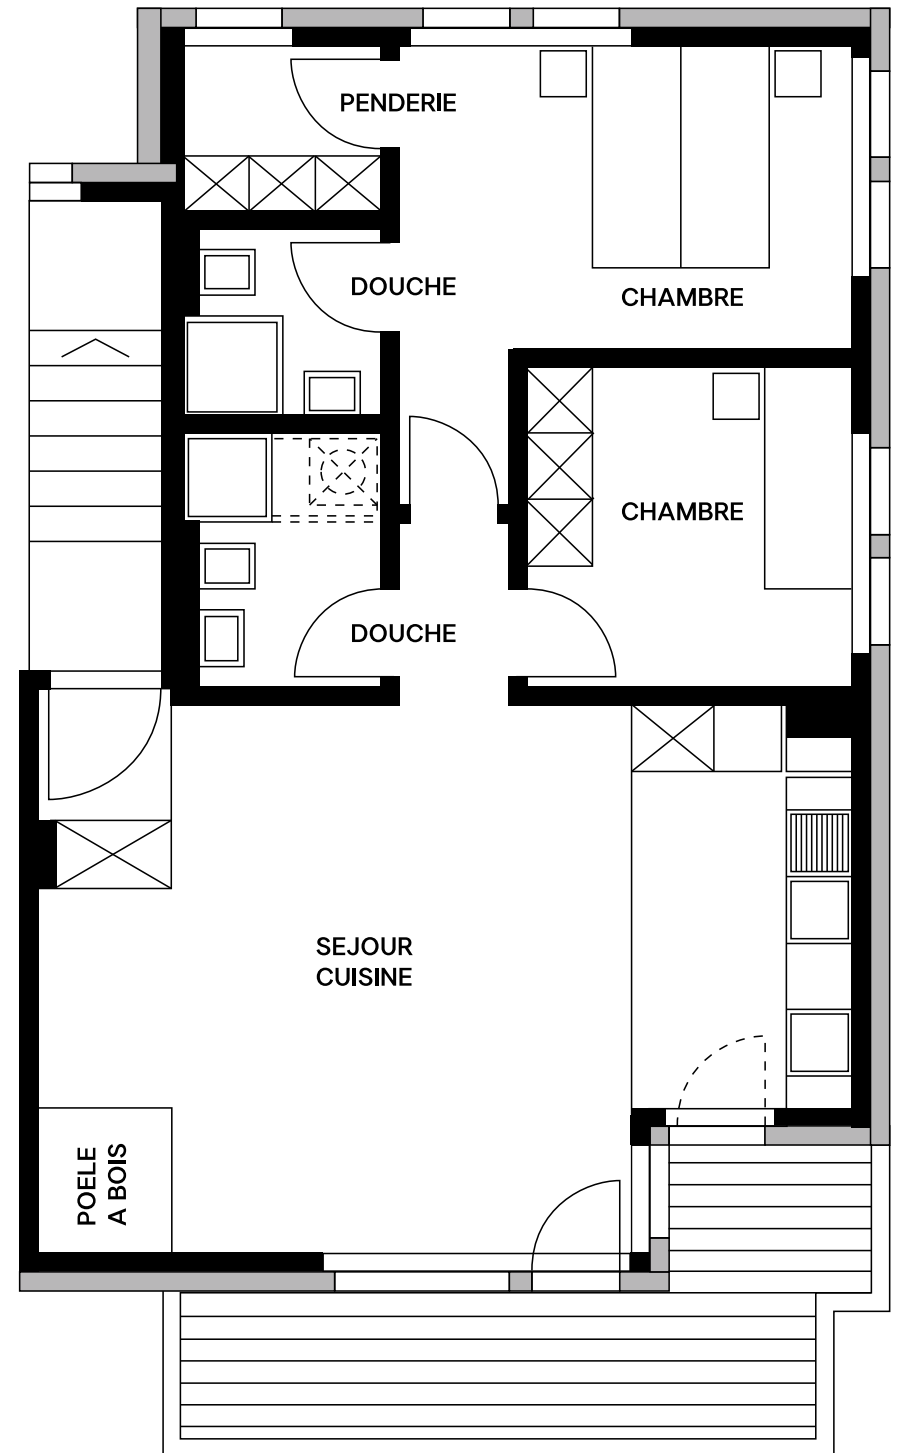 PENDERIE
DOUCHE
CHAMBRE
CHAMBRE
DOUCHE
SEJOUR
CUISINE
POELE
A BOIS